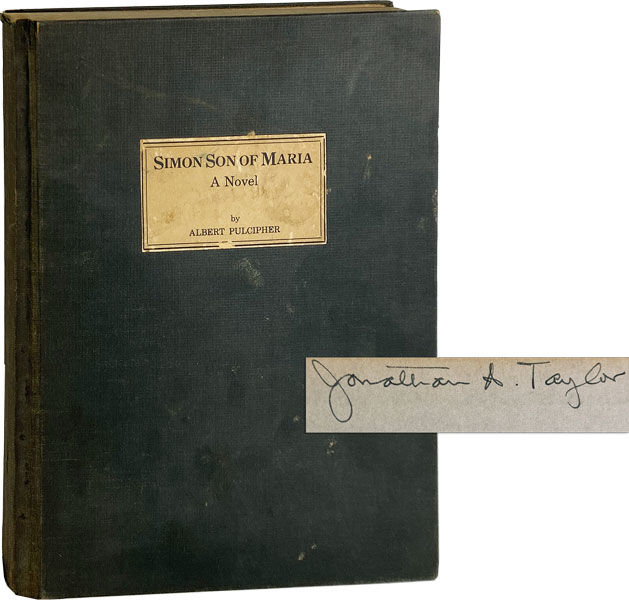 SIMON SON OF MARIA
A Novel
by
ALBERT PULCIPHER
Jonathan A. Taylor